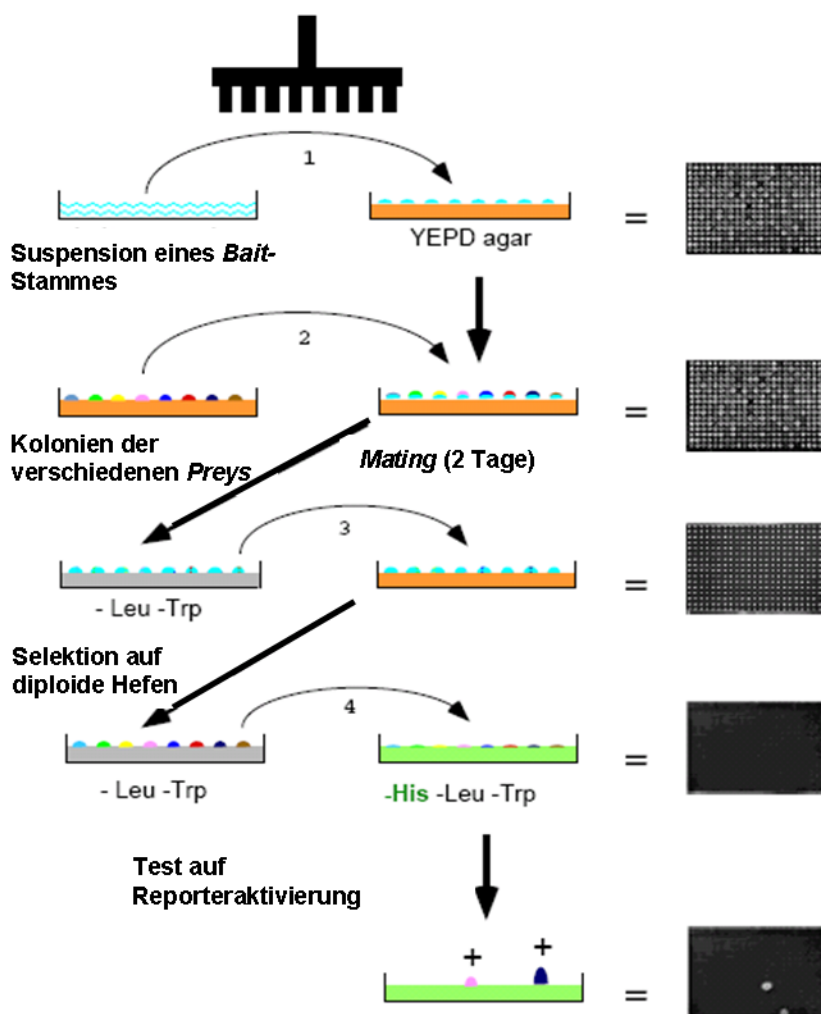 1
=
YEPD agar
Suspension eines Bait-
Stammes
2
=
Kolonien der
verschiedenen Preys
Mating (2 Tage)
3
=
- Leu -Trp
Selektion auf
diploide Hefen
4
=
- Leu -Trp
-His -Leu -Trp
Test auf
Reporteraktivierung
+ +
=